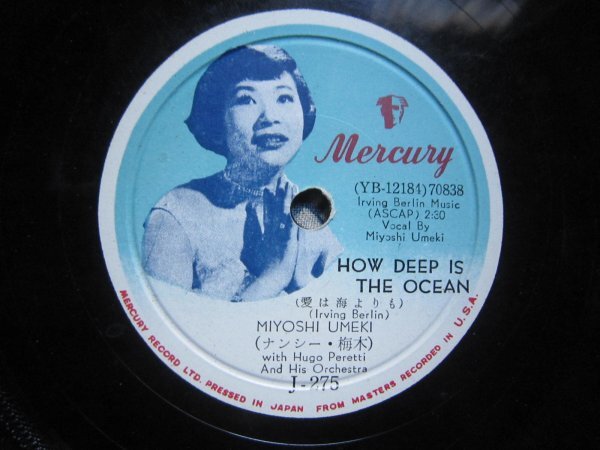 Mercury
(YB-12184) 70838
Irving Berlin Music
(ASCAP) 2:30
Vocal By
Miyoshi Umeki
HOW DEEP IS
THE OCEAN
(愛は海よりも)
(Irving Berlin)
MIYOSHI UMEKI
(ナンシー・梅木)
with Hugo Peretti
And His Orchestra
J-275
MERCURY RECORD LTD. PRESSED IN JAPAN FROM MASTERS RECORDED IN U.S.A.